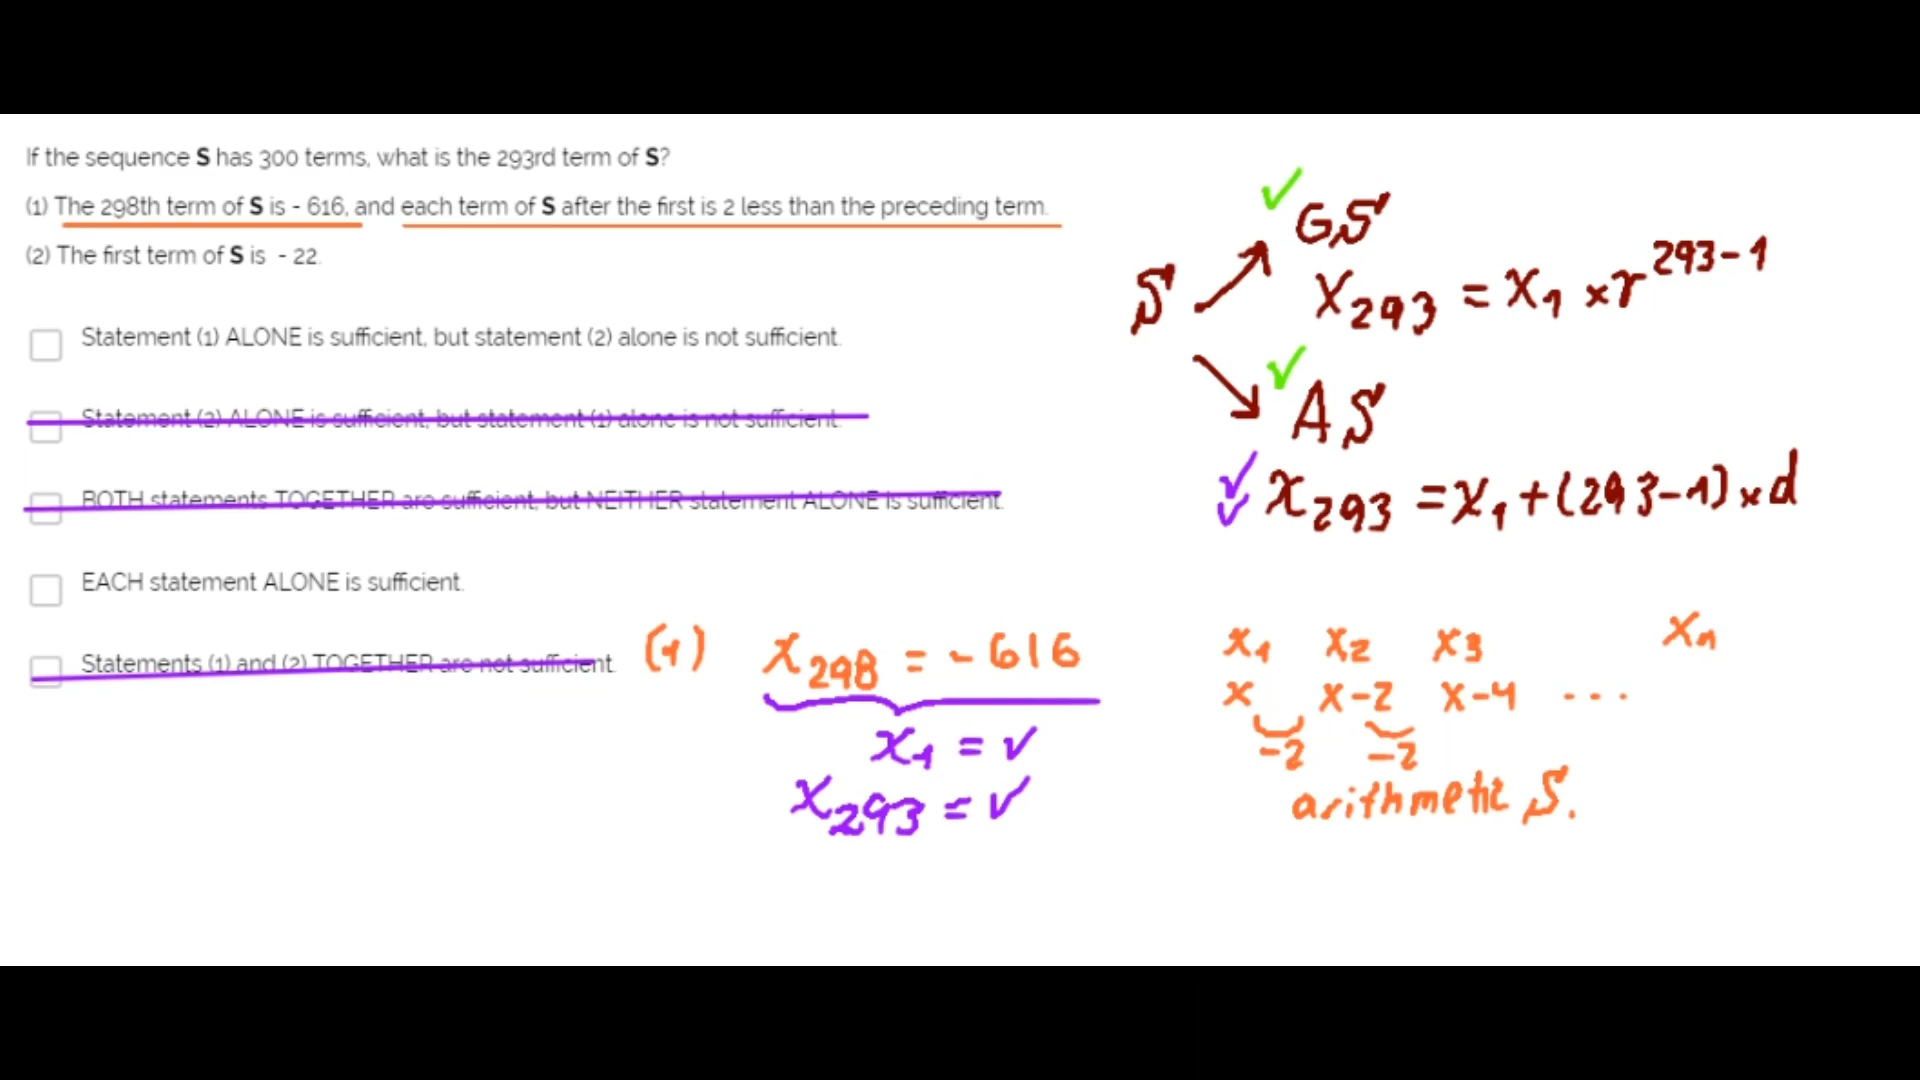 If the sequence S has 300 terms, what is the 293rd term of S?
(1) The 298th term of S is - 616, and each term of S after the first is 2 less than the preceding term.
(2) The first term of S is - 22.
Statement (1) ALONE is sufficient, but statement (2) alone is not sufficient.
Statement (2) ALONE is sufficient, but statement (1) alone is not sufficient.
BOTH statements TOGETHER are sufficient, but NEITHER statement ALONE is sufficient.
EACH statement ALONE is sufficient.
Statements (1) and (2) TOGETHER are not sufficient.
S
GS
x₂₉₃ = x₁ × r²⁹³⁻¹
AS
x₂₉₃ = x₁ + (293-1) × d
(1) x₂₉₈ = - 616
x₁ = ✓
x₂₉₃ = ✓
x₁ x₂ x₃ xₙ
x x-2 x-4 ...
-2 -2
arithmetic S.